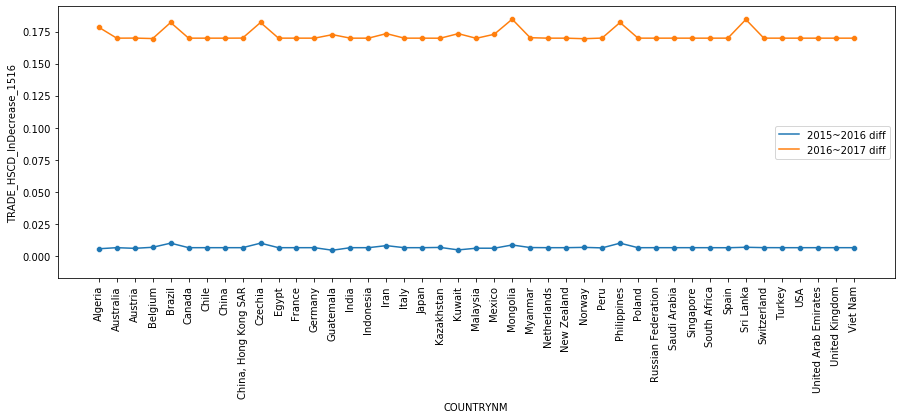 TRADE_HSCD_InDecrease_1516
0.175
0.150
0.125
0.100
0.075
0.050
0.025
0.000
2015~2016 diff
2016~2017 diff
Algeria
Australia
Austria
Belgium
Brazil
Canada
Chile
China
China, Hong Kong SAR
Czechia
Egypt
France
Germany
Guatemala
India
Indonesia
Iran
Italy
Japan
Kazakhstan
Kuwait
Malaysia
Mexico
Mongolia
Myanmar
Netherlands
New Zealand
Norway
Peru
Philippines
Poland
Russian Federation
Saudi Arabia
Singapore
South Africa
Spain
Sri Lanka
Switzerland
Turkey
USA
United Arab Emirates
United Kingdom
Viet Nam
COUNTRYNM